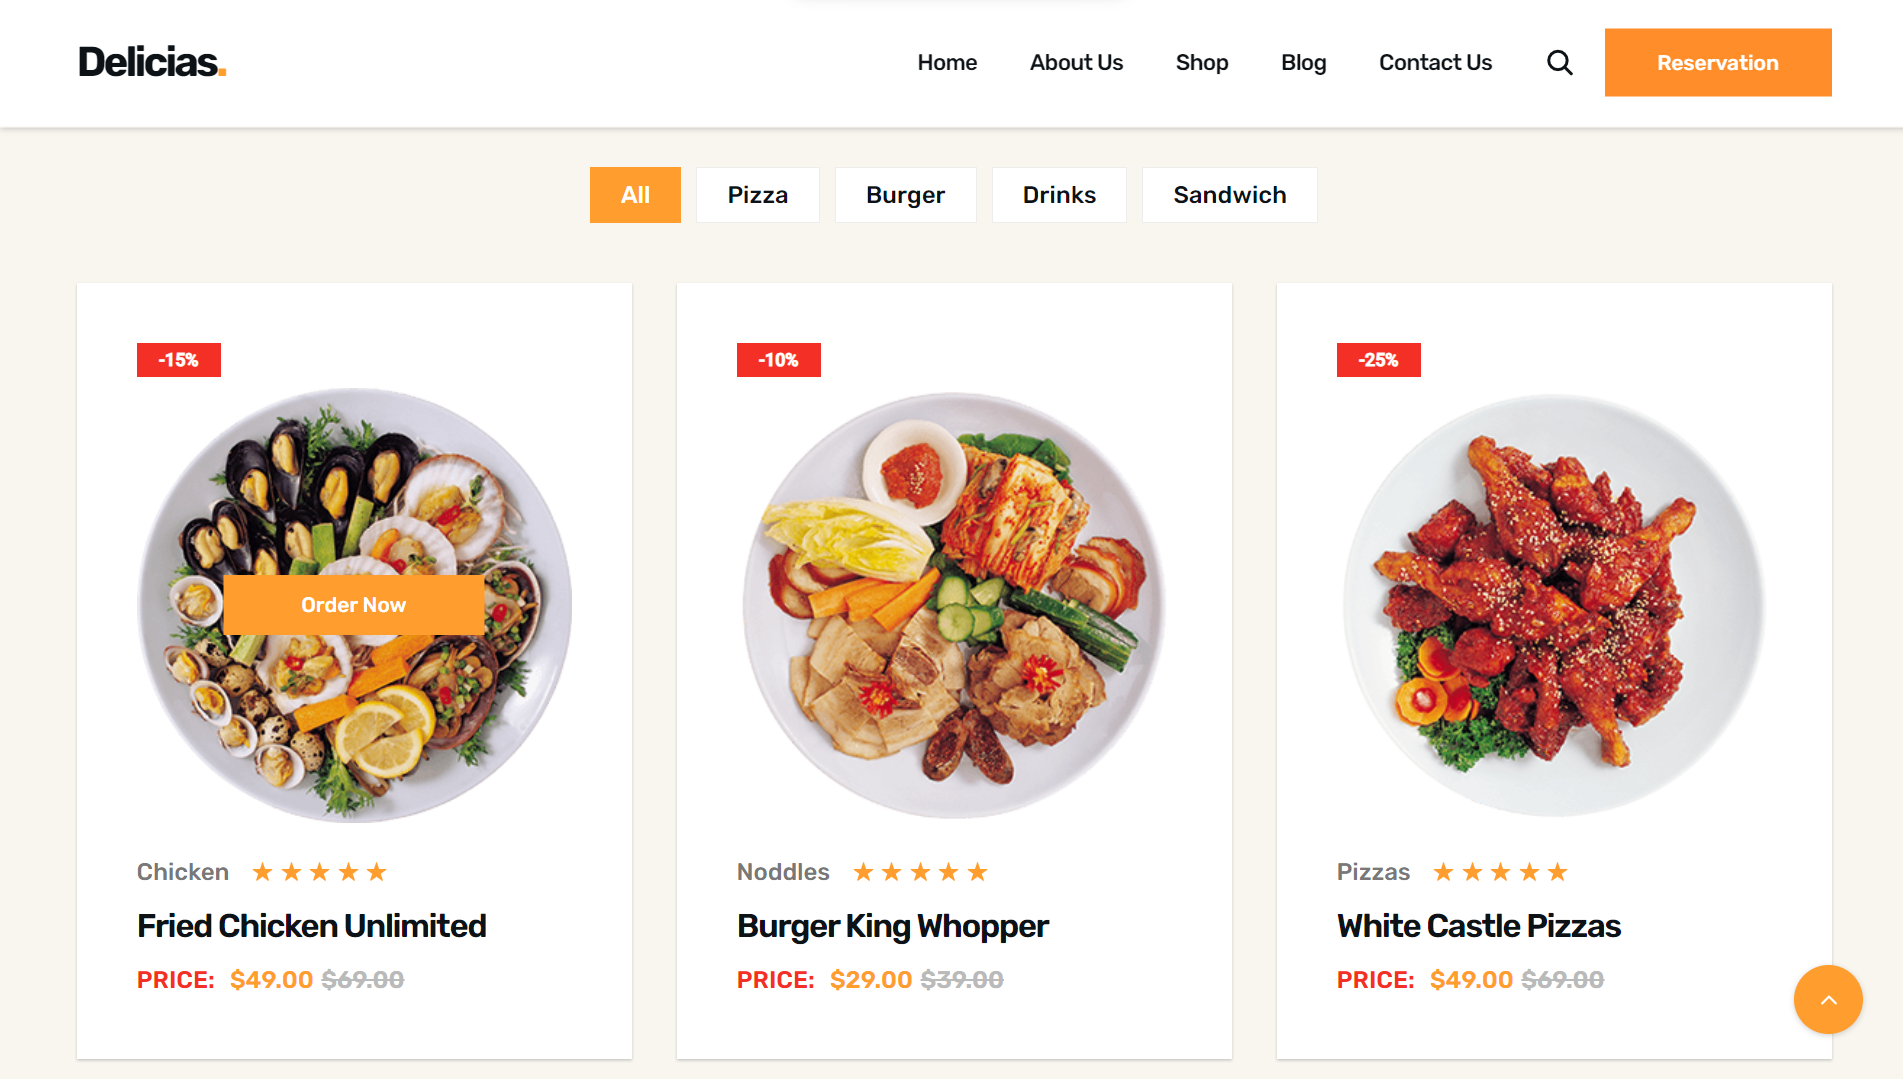 Delicias.
Home About Us Shop Blog Contact Us Reservation
All Pizza Burger Drinks Sandwich
-15%
Order Now
Chicken
Fried Chicken Unlimited
PRICE: $49.00 $69.00
-10%
Noddles
Burger King Whopper
PRICE: $29.00 $39.00
-25%
Pizzas
White Castle Pizzas
PRICE: $49.00 $69.00